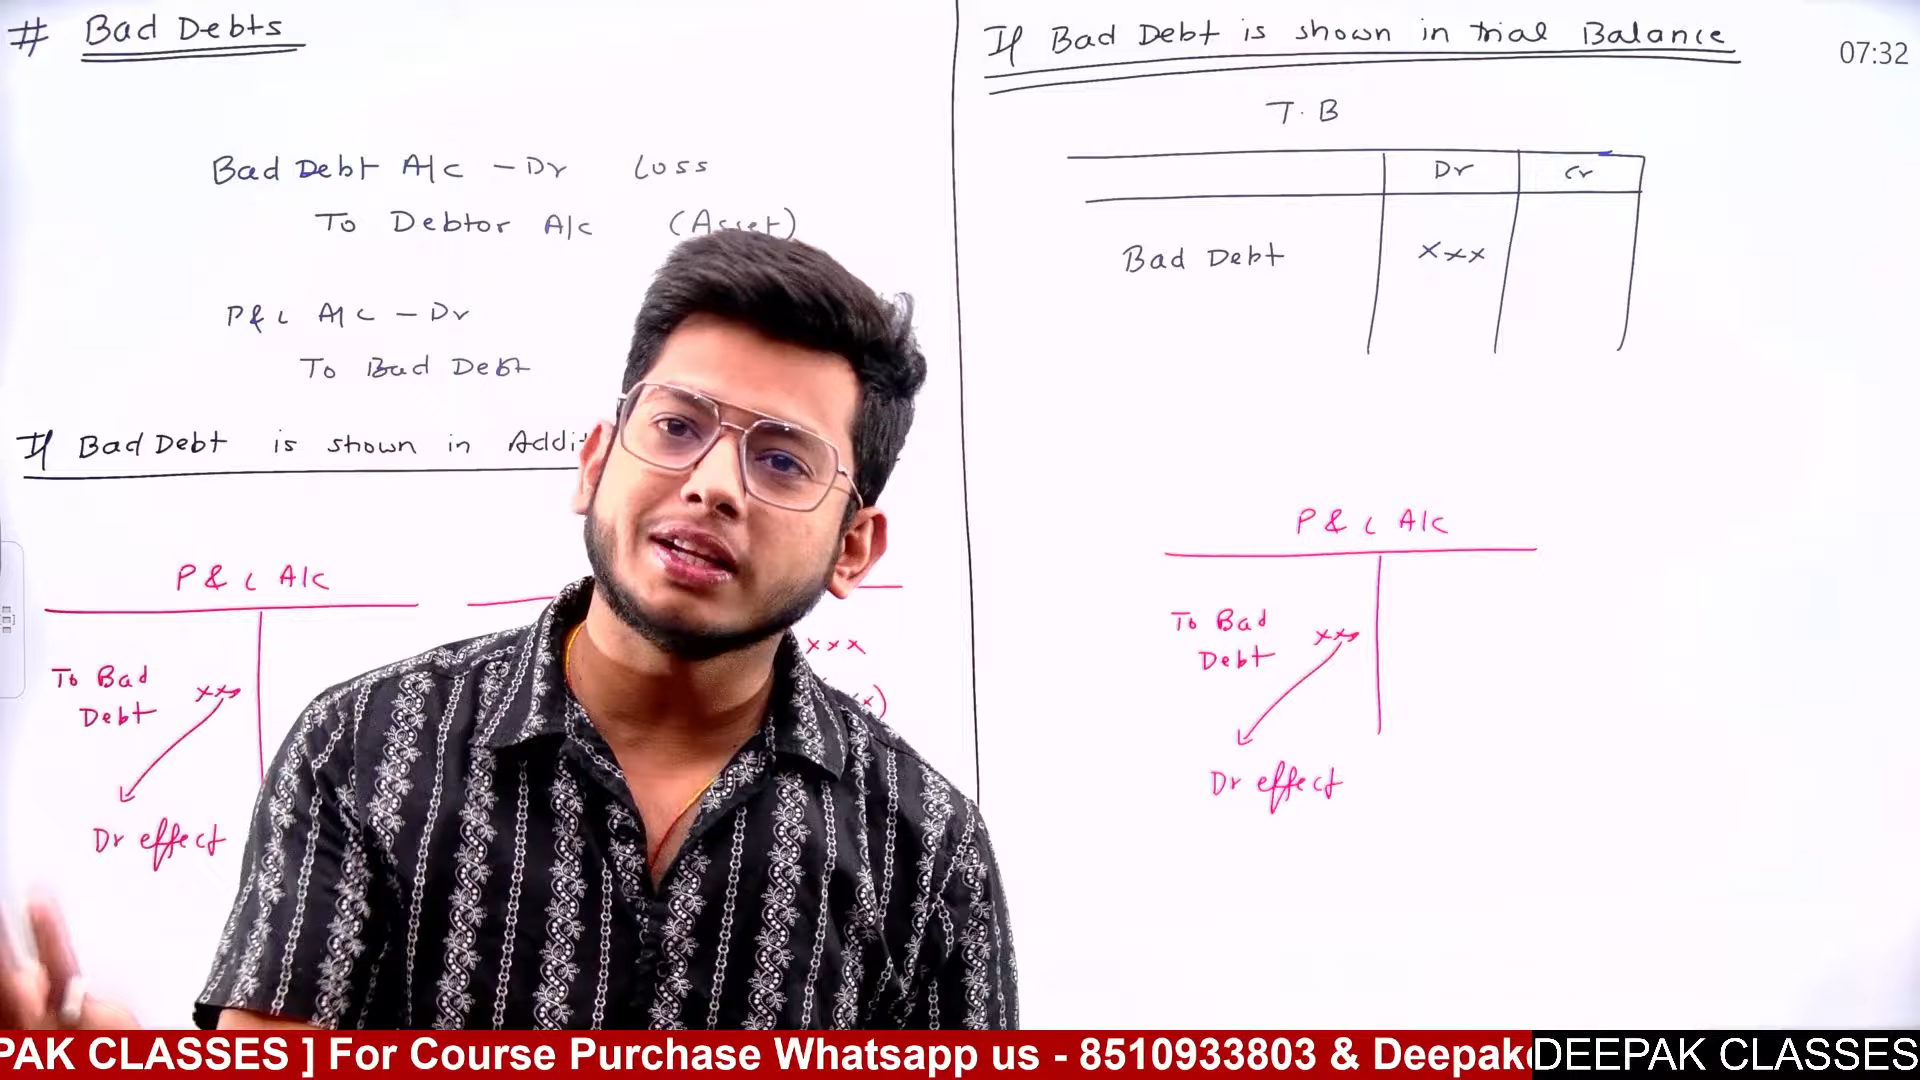 # Bad Debts
Bad Debt A/c - Dr Loss
To Debtor A/c (Asset)
P & L A/c - Dr
To Bad Debt
If Bad Debt is shown in
P & L A/c
To Bad
Debt xxx
Dr effect
xxx
If Bad Debt is shown in trial Balance
07:32
T.B
Dr Cr
Bad Debt xxx
P & L A/c
To Bad
Debt xxx
Dr effect
PAK CLASSES ] For Course Purchase Whatsapp us - 8510933803 &
DEEPAK CLASSES